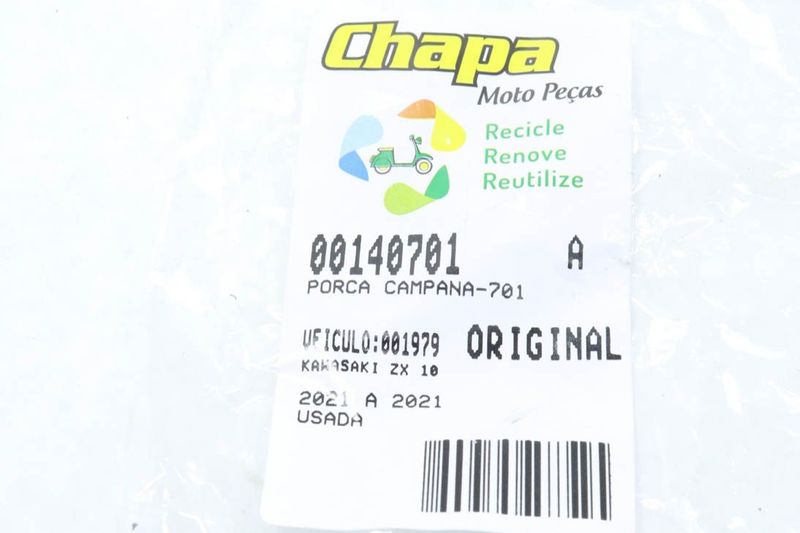 Chapa
Moto Peças
Recicle
Renove
Reutilize
00140701 A
PORCA CAMPANA-701
VEICULO:001979 ORIGINAL
KAWASAKI ZX 10
2021 A 2021
USADA